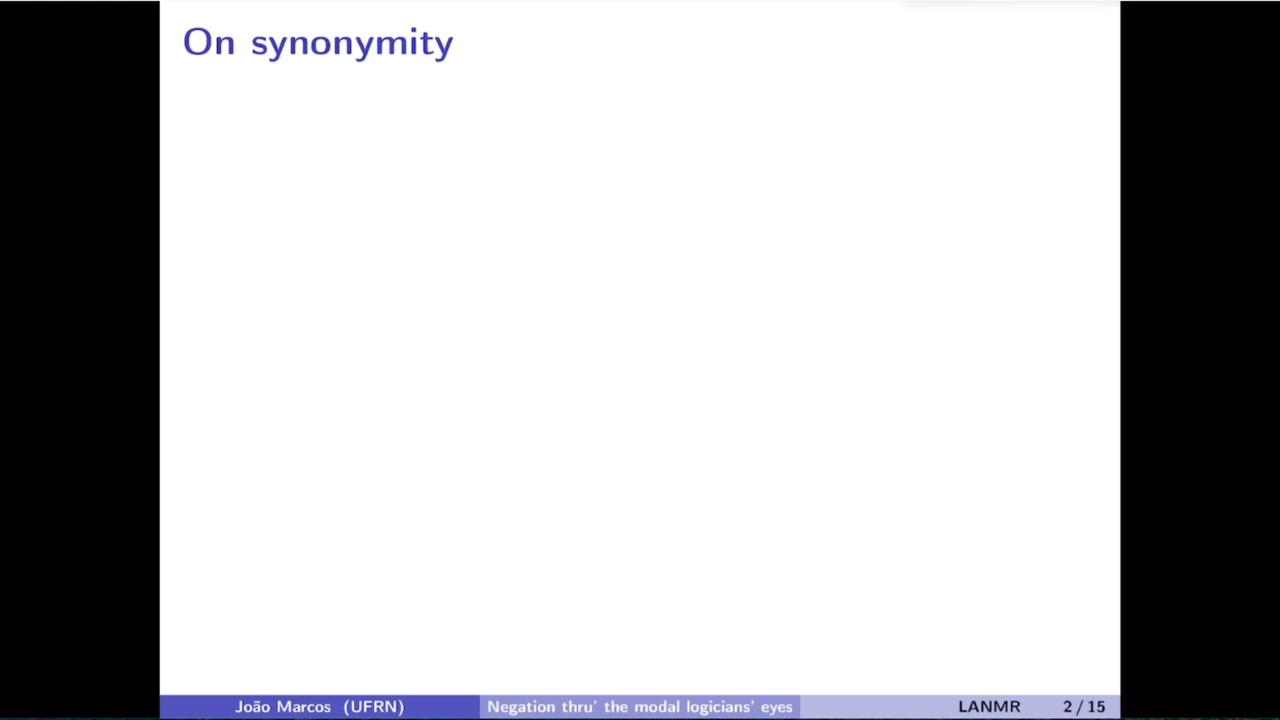 On synonymity
João Marcos (UFRN) Negation thru' the modal logicians' eyes LANMR 2 / 15